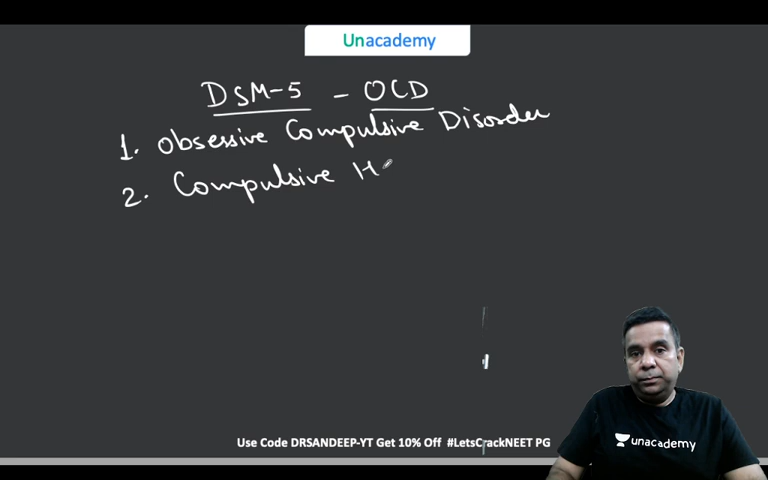 Unacademy
DSM-5 - OCD
1. Obsessive Compulsive Disorder
2. Compulsive H
unacademy
Use Code DRSANDEEP-YT Get 10% Off #LetsCrackNEET PG